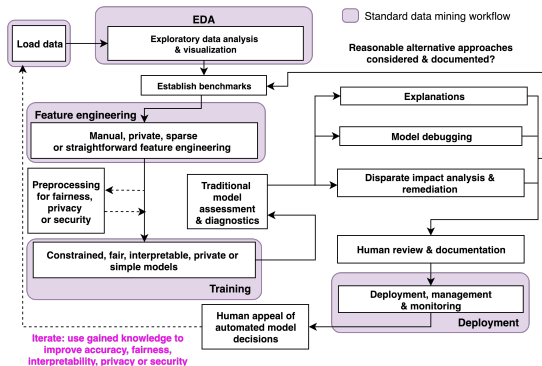 Standard data mining workflow
EDA
Load data
Exploratory data analysis
& visualization
Reasonable alternative approaches
considered & documented?
Establish benchmarks
Explanations
Feature engineering
Manual, private, sparse
or straightforward feature engineering
Model debugging
Preprocessing
for fairness,
privacy
or security
Traditional
model
assessment
& diagnostics
Disparate impact analysis &
remediation
Constrained, fair, interpretable, private or
simple models
Training
Human review & documentation
Deployment, management
& monitoring
Deployment
Human appeal of
automated model
decisions
Iterate: use gained knowledge to
improve accuracy, fairness,
interpretability, privacy or security